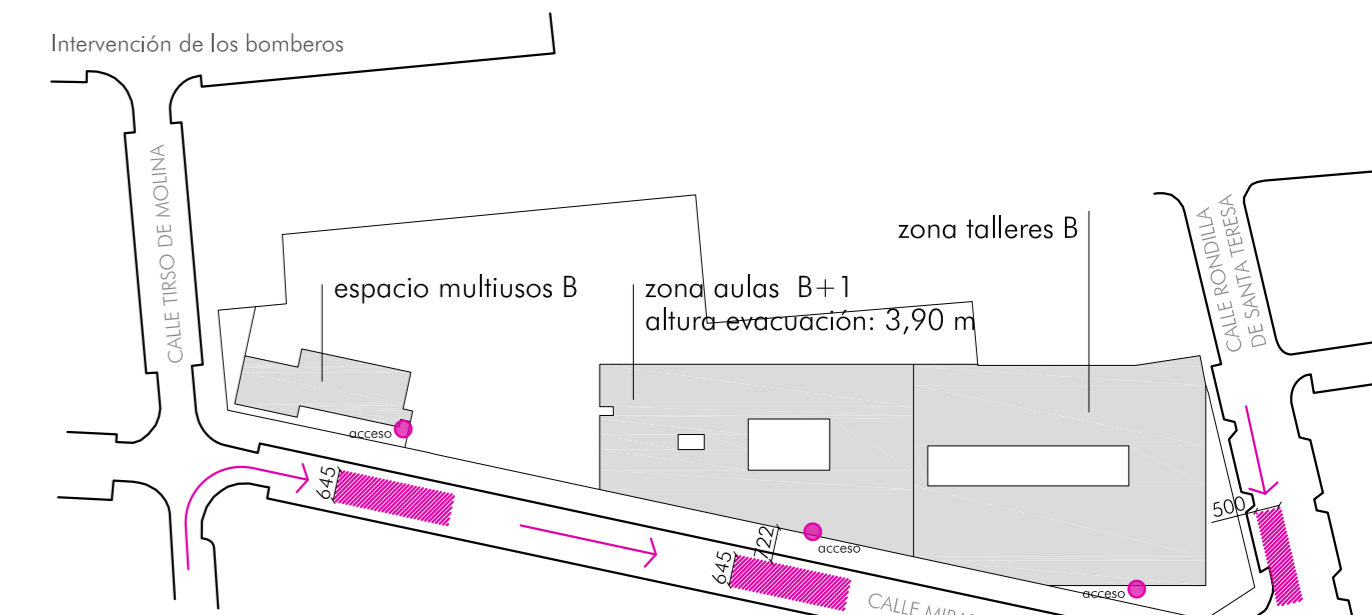 Intervención de los bomberos
CALLE TIRSO DE MOLINA
CALLE RONDILLA
DE SANTA TERESA
zona talleres B
espacio multiusos B
zona aulas B+1
altura evacuación: 3,90 m
acceso
645
500
722
acceso
645
acceso
CALLE